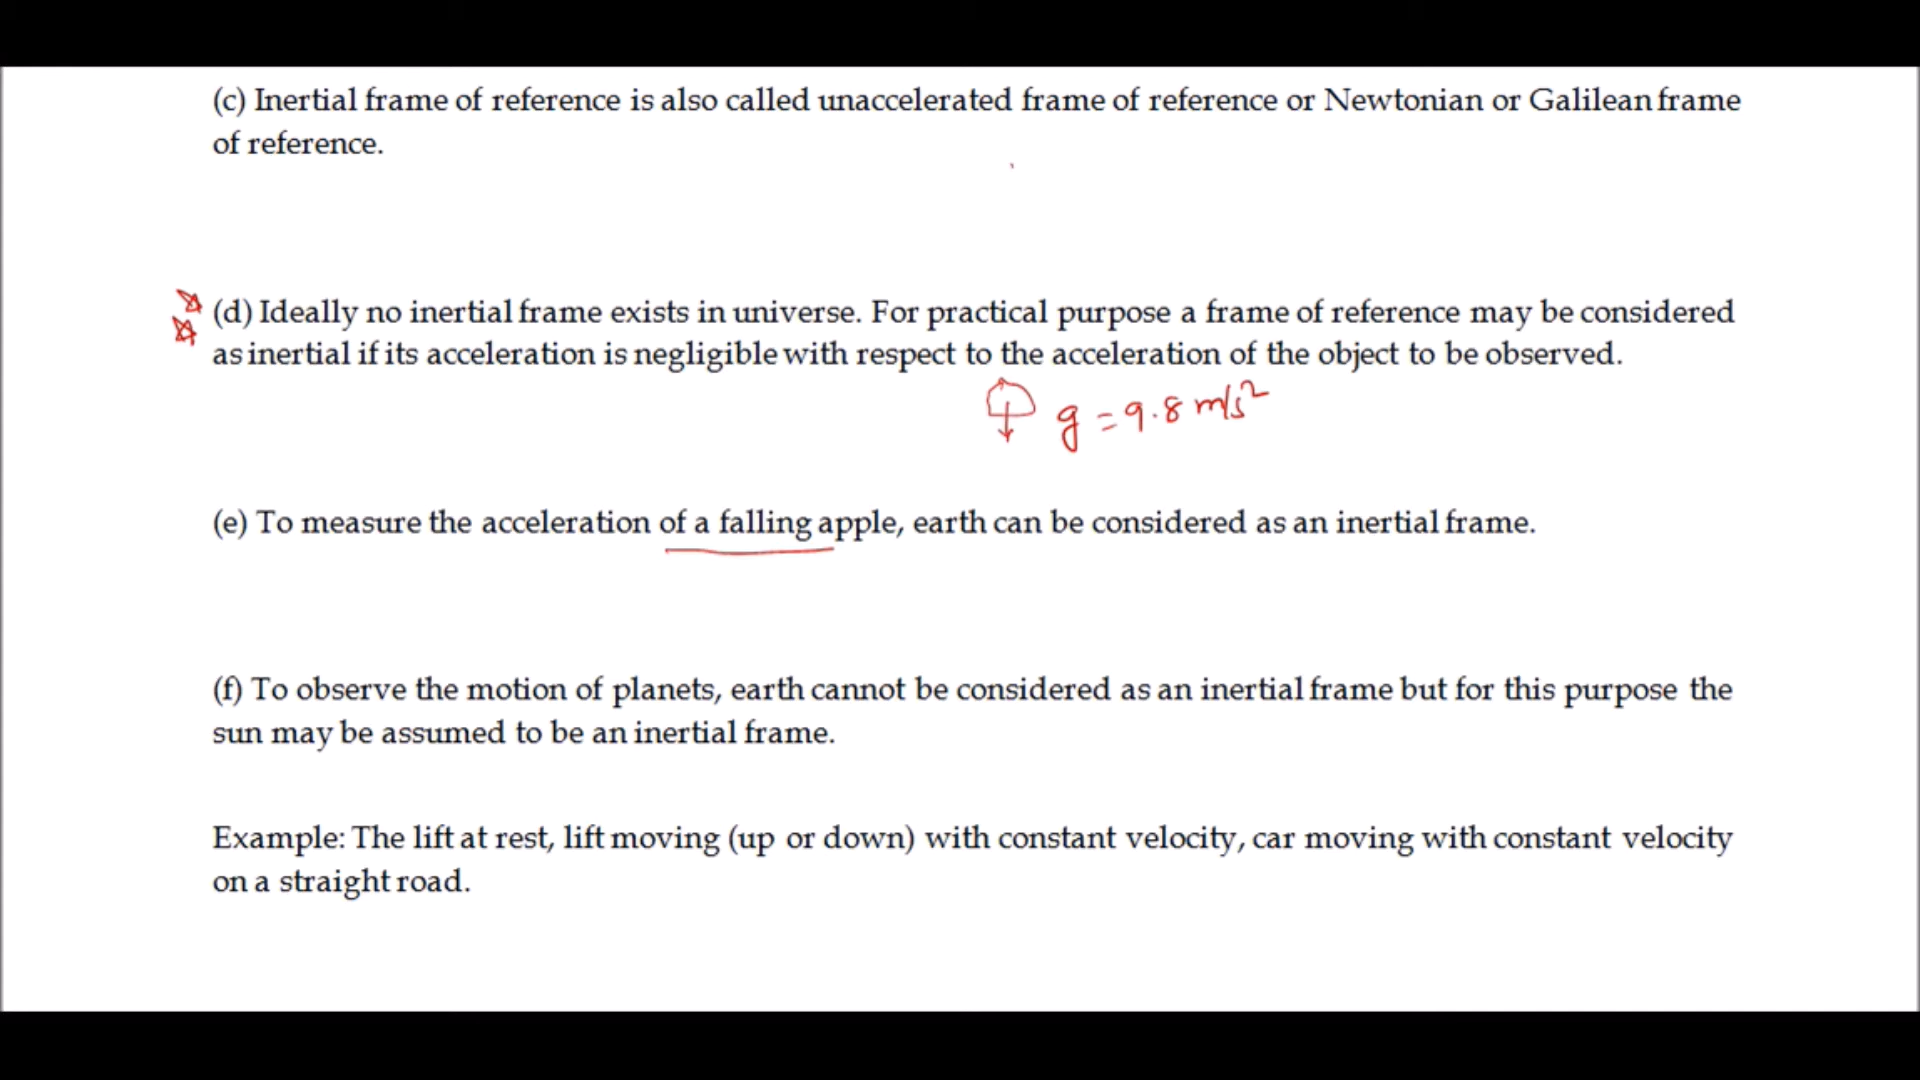 (c) Inertial frame of reference is also called unaccelerated frame of reference or Newtonian or Galilean frame
of reference.
(d) Ideally no inertial frame exists in universe. For practical purpose a frame of reference may be considered
as inertial if its acceleration is negligible with respect to the acceleration of the object to be observed.
g = 9.8 m/s²
(e) To measure the acceleration of a falling apple, earth can be considered as an inertial frame.
(f) To observe the motion of planets, earth cannot be considered as an inertial frame but for this purpose the
sun may be assumed to be an inertial frame.
Example: The lift at rest, lift moving (up or down) with constant velocity, car moving with constant velocity
on a straight road.